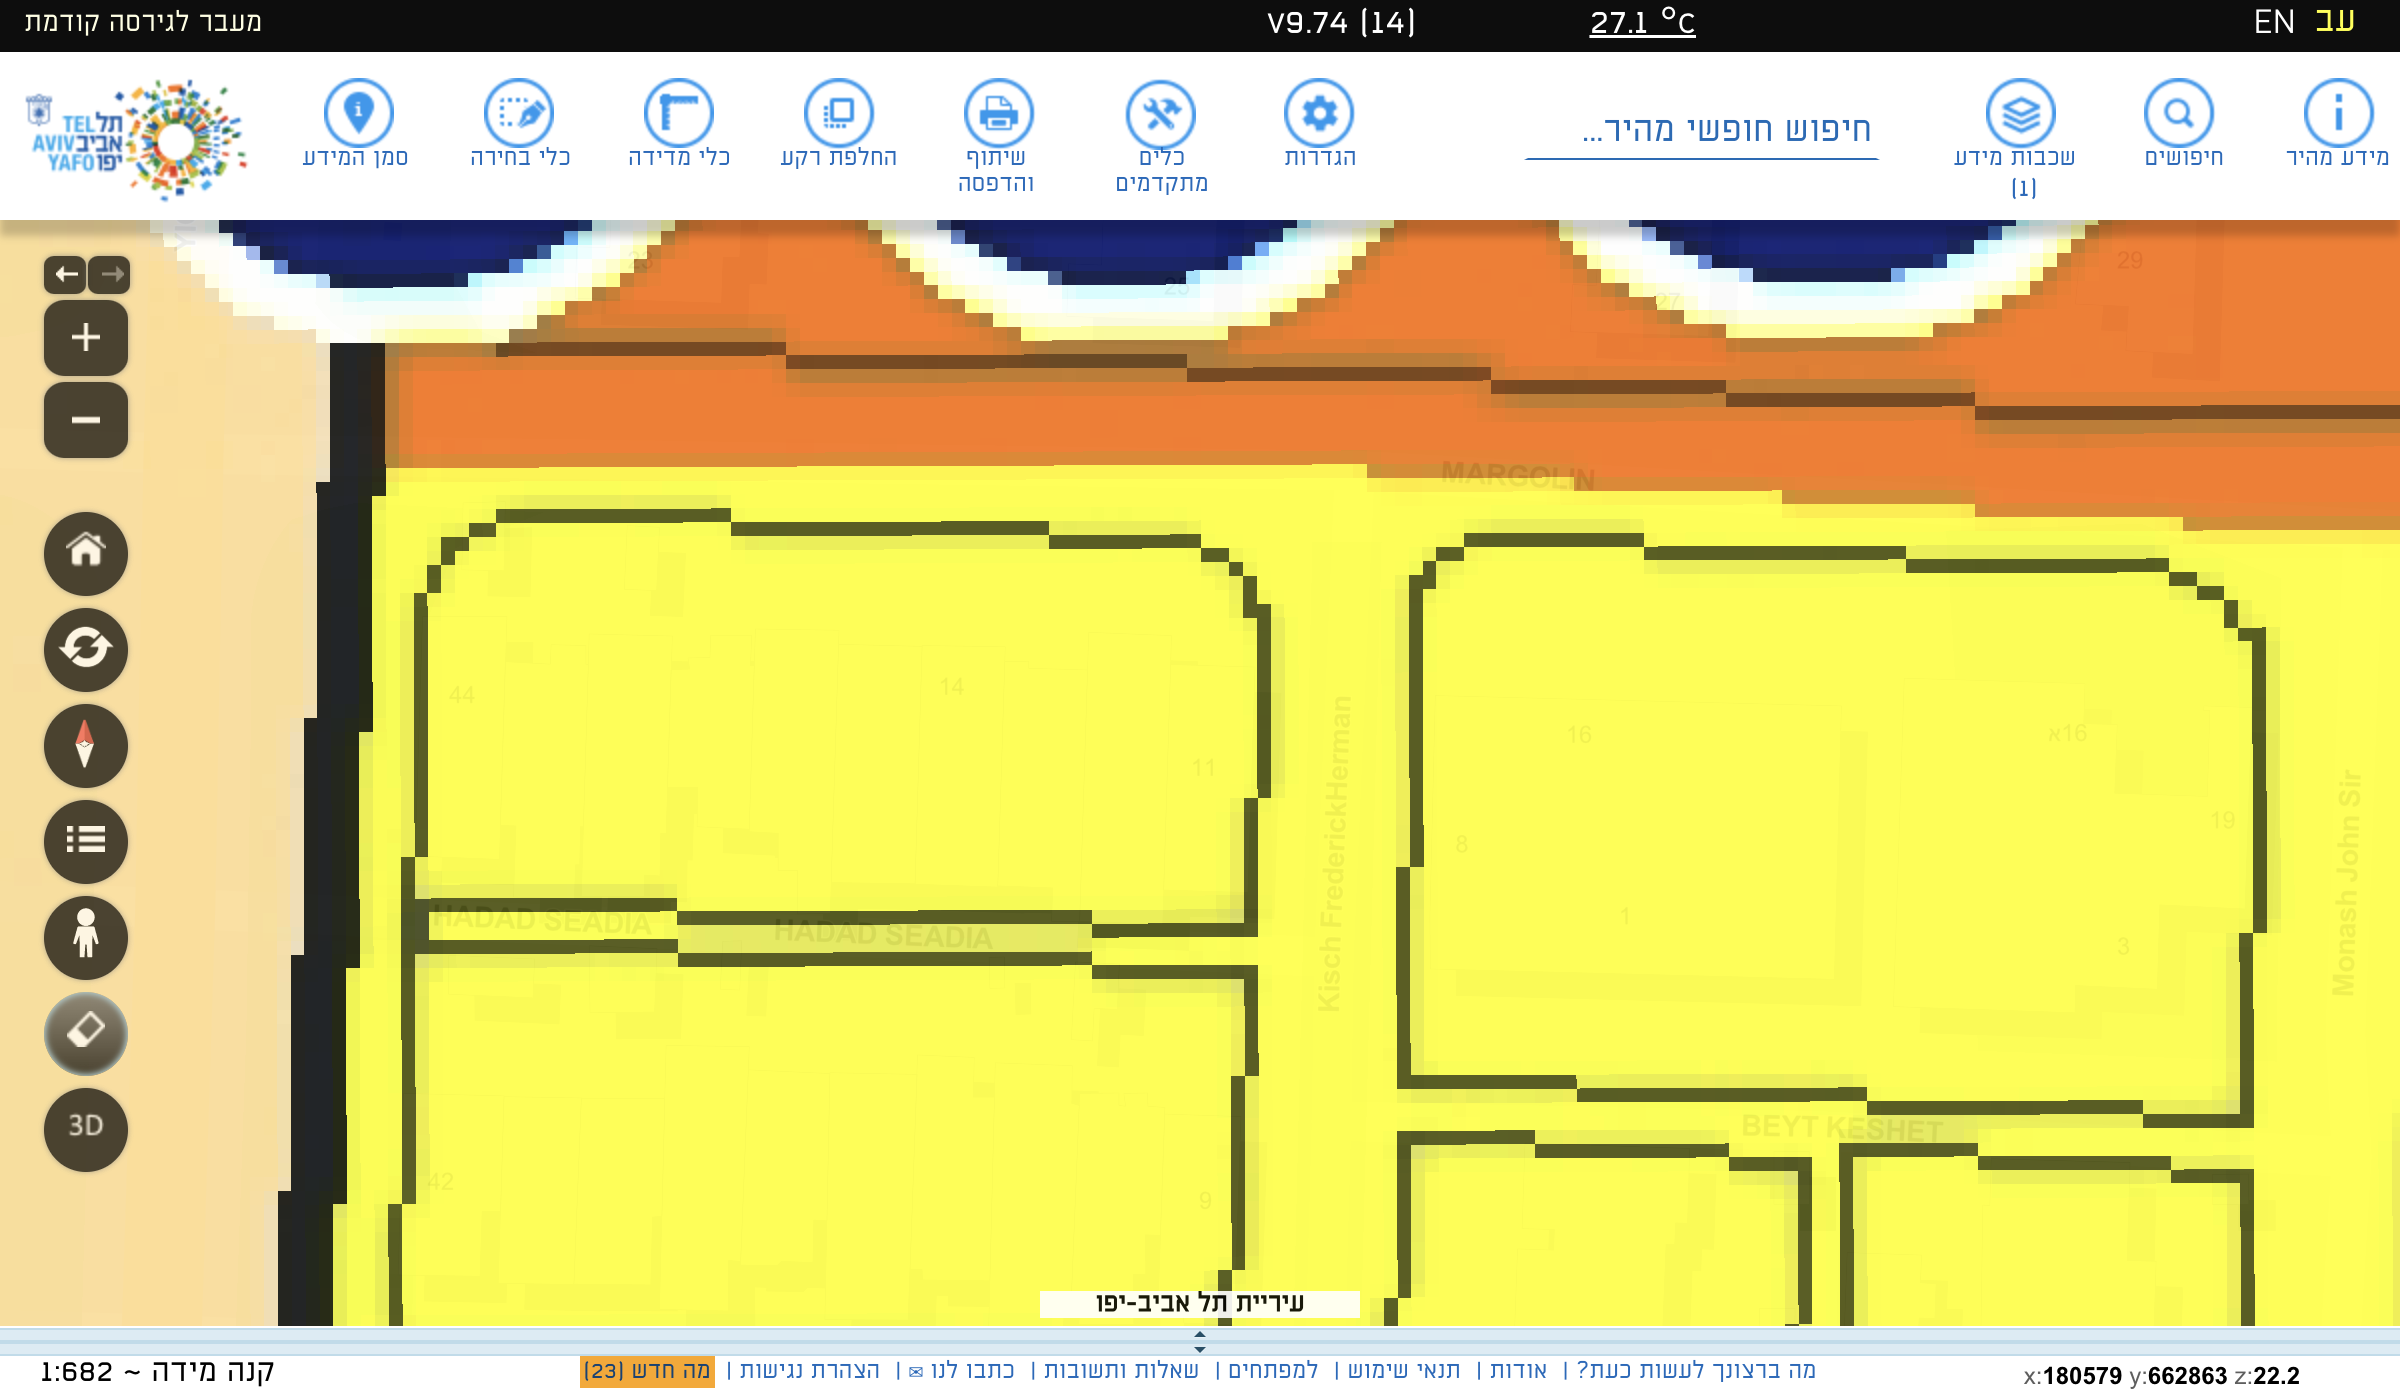 מעבר לגירסה קודמת
V9.74 (14)
27.1 °C
EN עב
TEL תל
AVIV אביב
YAFO יפו
סמן המידע
כלי בחירה
כלי מדידה
החלפת רקע
שיתוף
והדפסה
כלים
מתקדמים
הגדרות
חיפוש חופשי מהיר...
שכבות מידע
(1)
חיפושים
מידע מהיר
23
25
27
29
MARGOLIN
44
14
11
16
16א
8
19
1
3
Kisch FrederickHerman
Monash John Sir
HADAD SEADIA
HADAD SEADIA
BEYT KESHET
42
9
3D
עיריית תל אביב-יפו
קנה מידה ~ 1:682
מה ברצונך לעשות כעת? | אודות | תנאי שימוש | למפתחים | שאלות ותשובות | כתבו לנו ✉ | הצהרת נגישות | מה חדש (23)
x:180579 y:662863 z:22.2